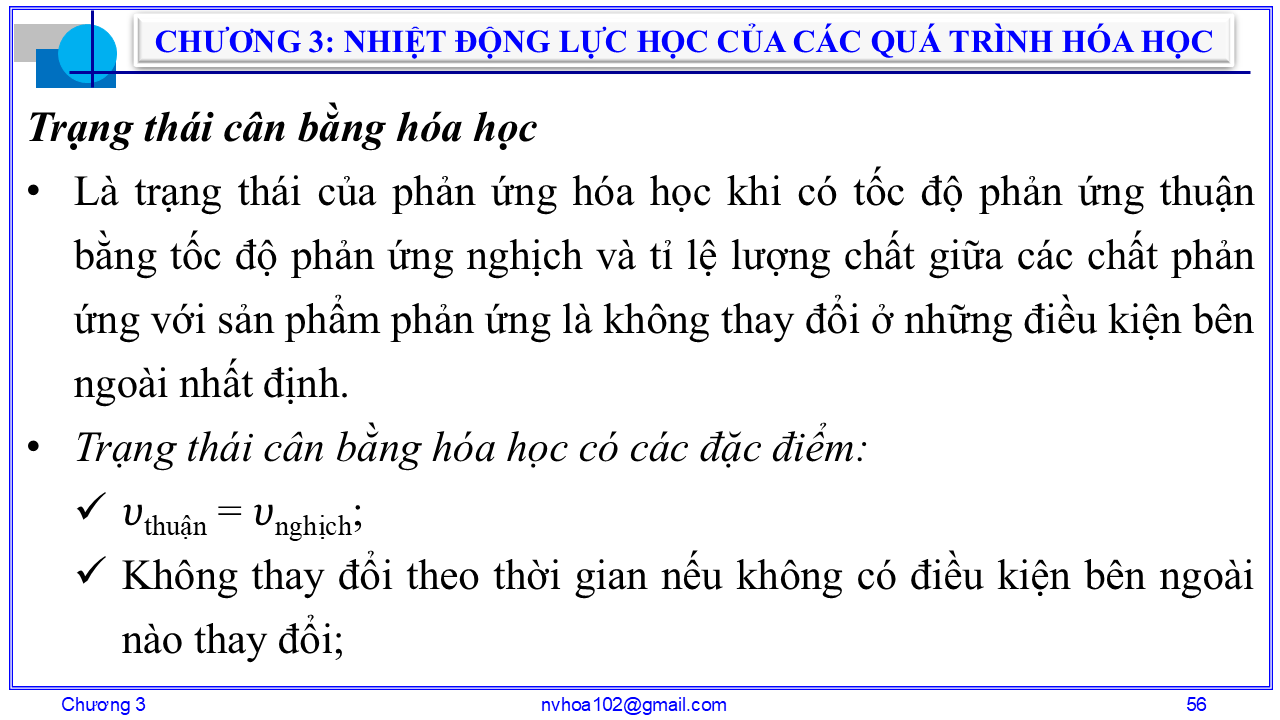 CHƯƠNG 3: NHIỆT ĐỘNG LỰC HỌC CỦA CÁC QUÁ TRÌNH HÓA HỌC
Trạng thái cân bằng hóa học
• Là trạng thái của phản ứng hóa học khi có tốc độ phản ứng thuận
bằng tốc độ phản ứng nghịch và tỉ lệ lượng chất giữa các chất phản
ứng với sản phẩm phản ứng là không thay đổi ở những điều kiện bên
ngoài nhất định.
• Trạng thái cân bằng hóa học có các đặc điểm:
✓ υthuận = υnghịch;
✓ Không thay đổi theo thời gian nếu không có điều kiện bên ngoài
nào thay đổi;
Chương 3 nvhoa102@gmail.com 56